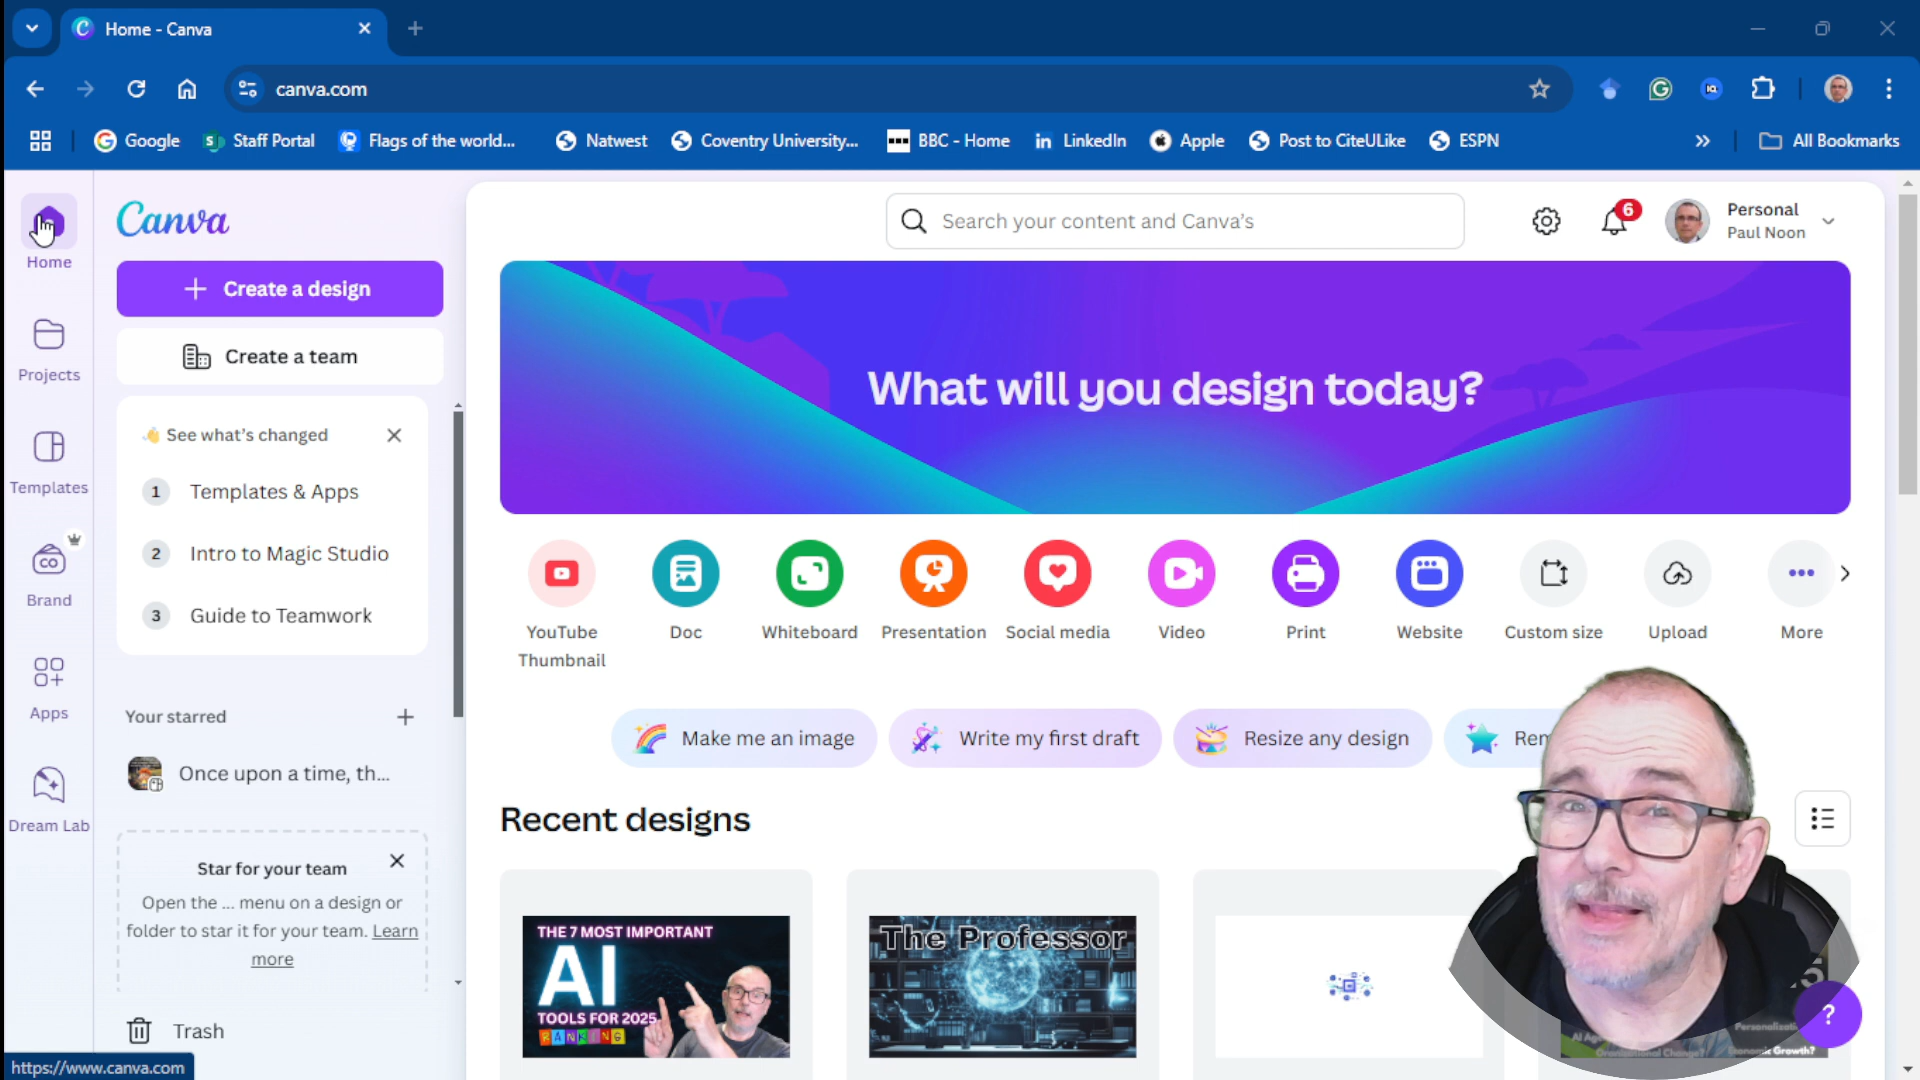 Home - Canva
canva.com
Google
Staff Portal
Flags of the world...
Natwest
Coventry University...
BBC - Home
LinkedIn
Apple
Post to CiteULike
ESPN
All Bookmarks
Home
Projects
Templates
CO
Brand
Apps
Dream Lab
Canva
Create a design
Create a team
See what's changed
1 Templates & Apps
2 Intro to Magic Studio
3 Guide to Teamwork
Your starred
Once upon a time, th...
Star for your team
Open the ... menu on a design or
folder to star it for your team. Learn
more
Trash
https://www.canva.com
Search your content and Canva's
6
Personal
Paul Noon
What will you design today?
YouTube
Thumbnail
Doc
Whiteboard
Presentation
Social media
Video
Print
Website
Custom size
Upload
More
Make me an image
Write my first draft
Resize any design
Recent designs
THE 7 MOST IMPORTANT
AI
TOOLS FOR 2025
RANKING
The Professor
Economic Growth?
?